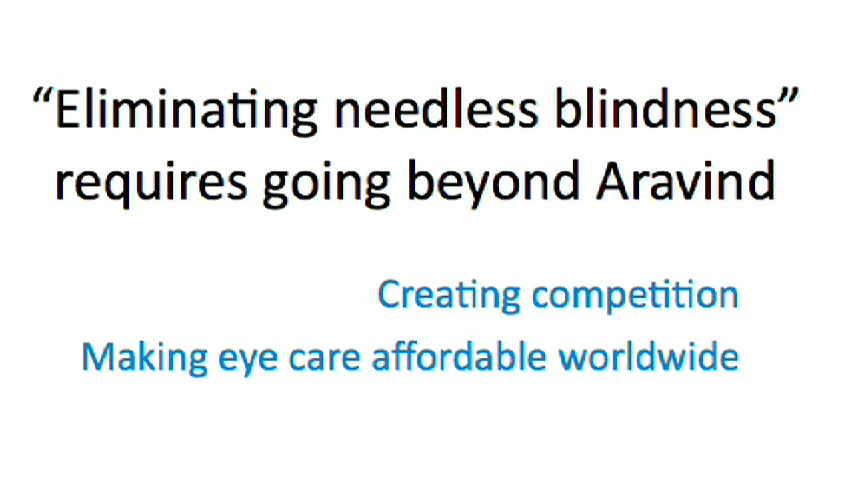 “Eliminating needless blindness”
requires going beyond Aravind
Creating competition
Making eye care affordable worldwide